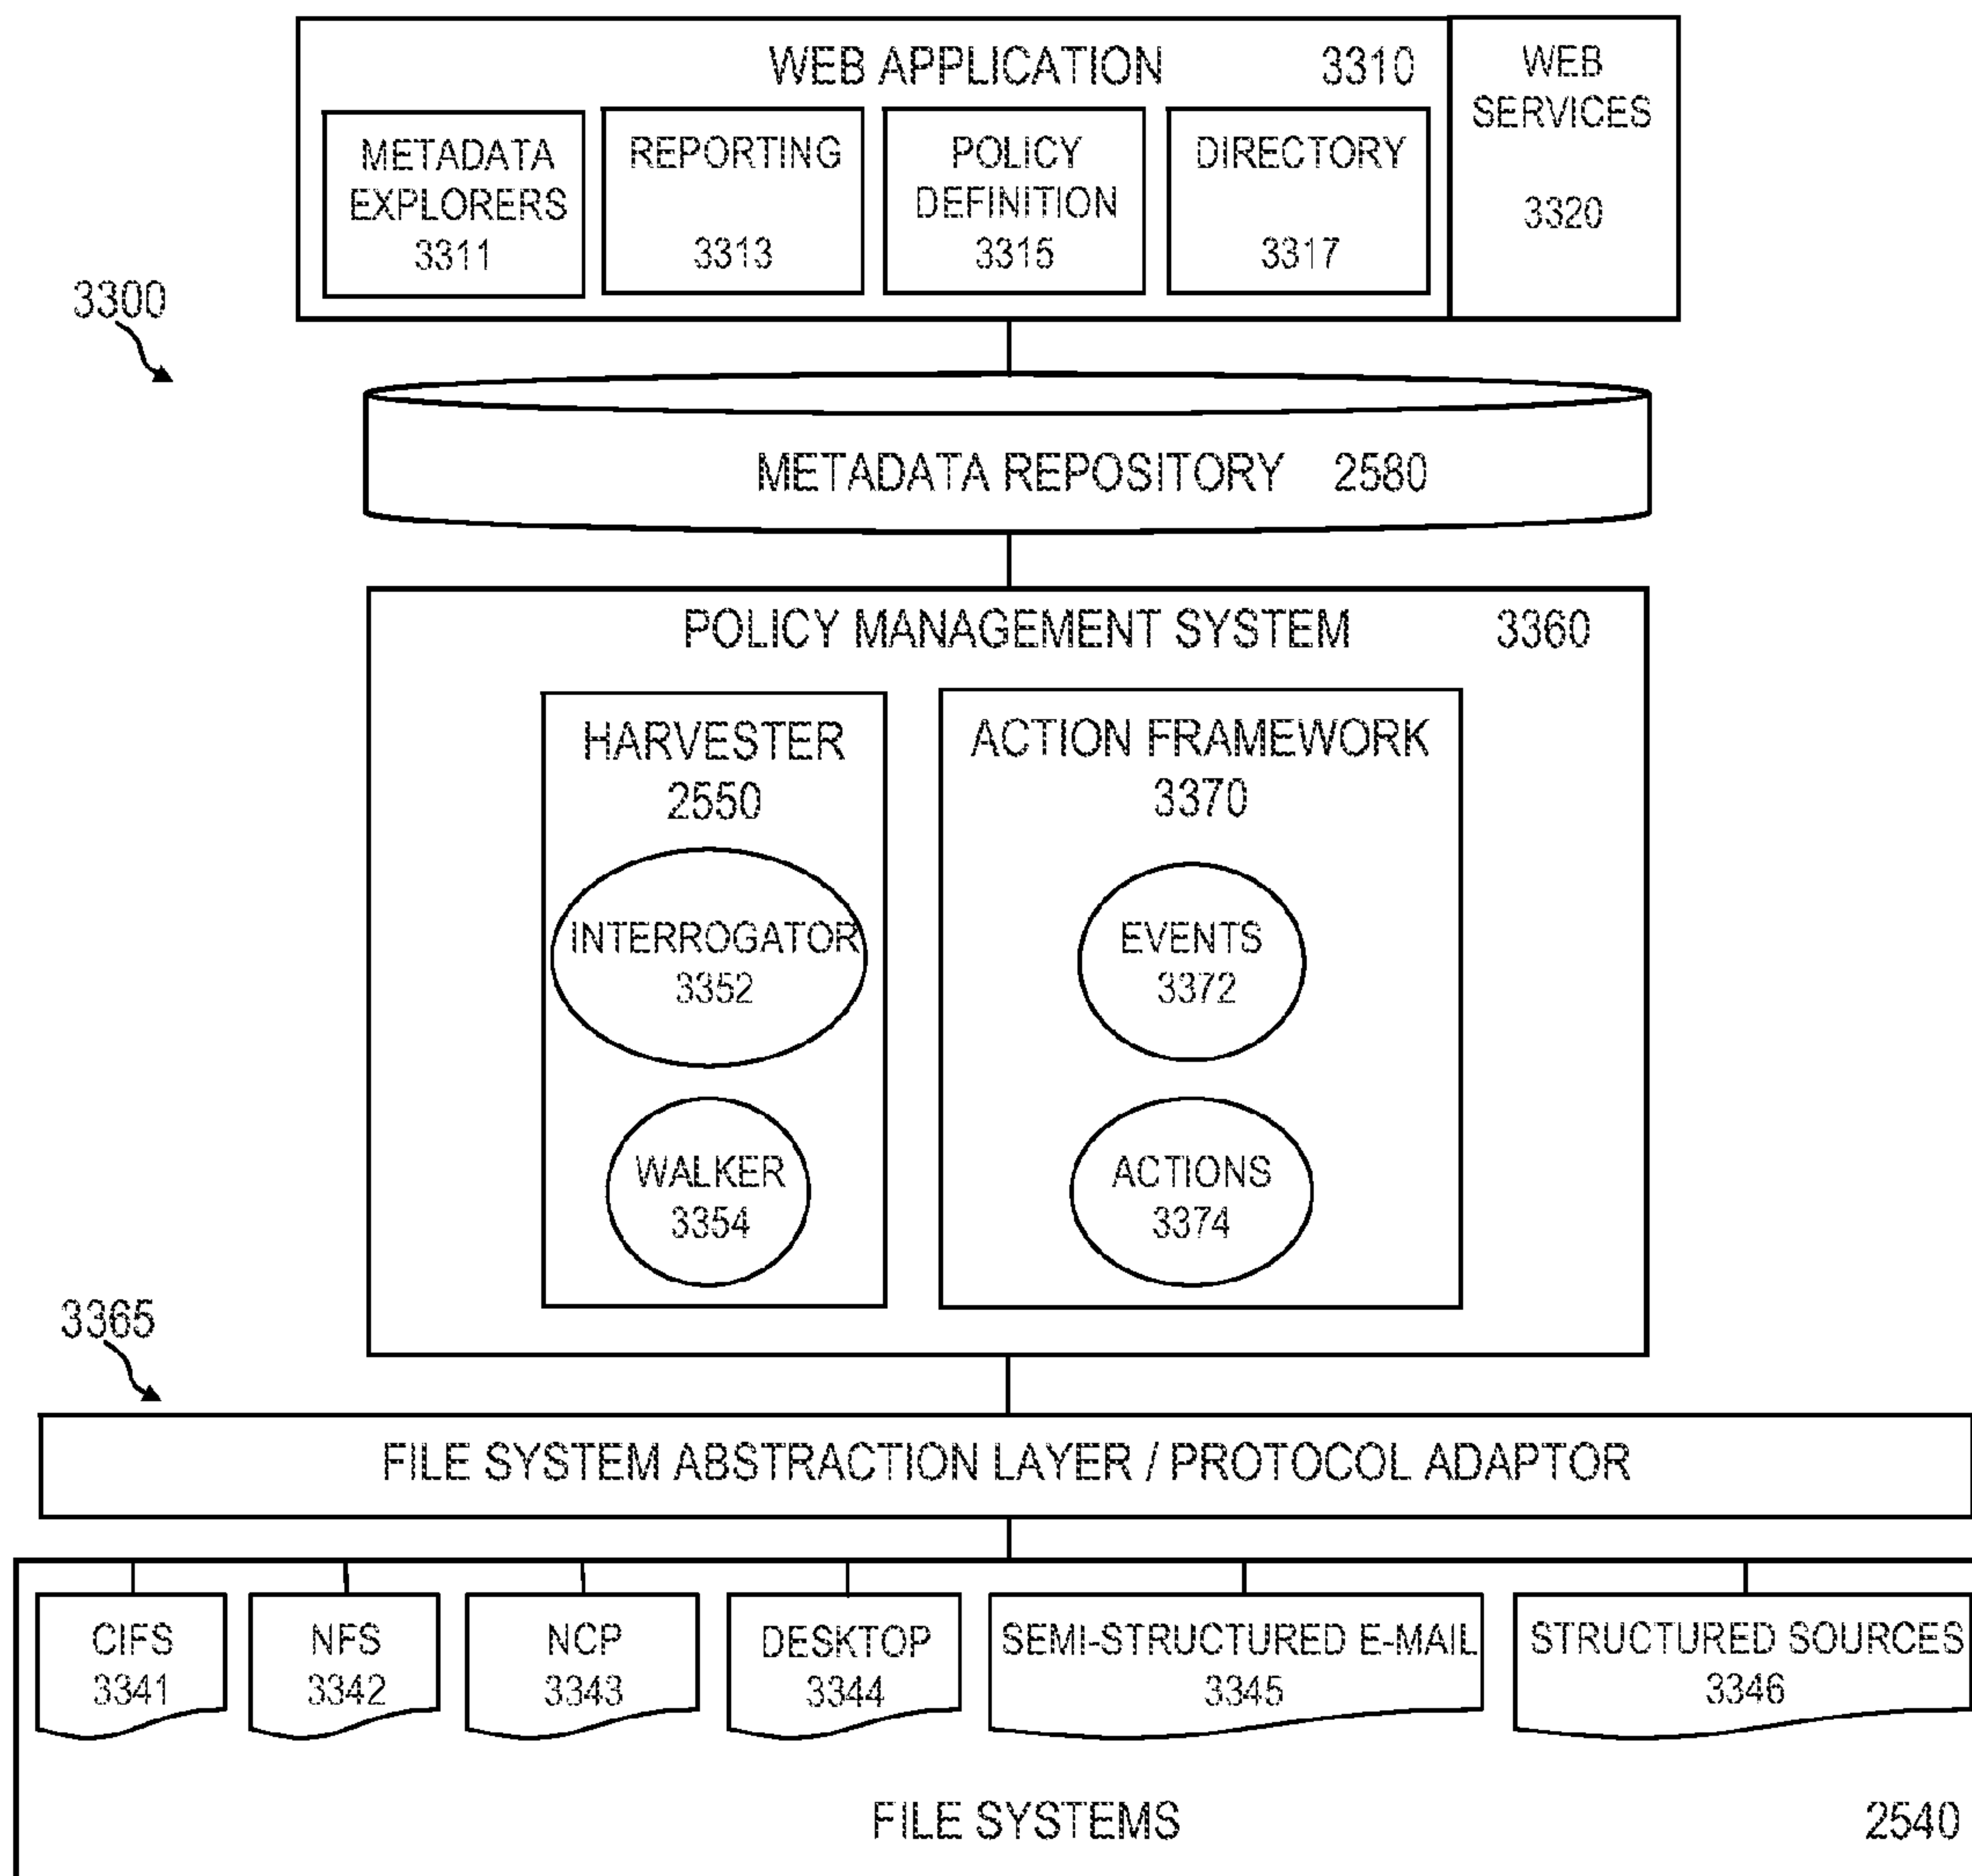 WEB APPLICATION 3310
WEB
SERVICES
3320
METADATA
EXPLORERS
3311
REPORTING
3313
POLICY
DEFINITION
3315
DIRECTORY
3317
3300
METADATA REPOSITORY 2580
POLICY MANAGEMENT SYSTEM 3360
HARVESTER
2550
INTERROGATOR
3352
WALKER
3354
ACTION FRAMEWORK
3370
EVENTS
3372
ACTIONS
3374
3365
FILE SYSTEM ABSTRACTION LAYER / PROTOCOL ADAPTOR
CIFS
3341
NFS
3342
NCP
3343
DESKTOP
3344
SEMI-STRUCTURED E-MAIL
3345
STRUCTURED SOURCES
3346
FILE SYSTEMS 2540